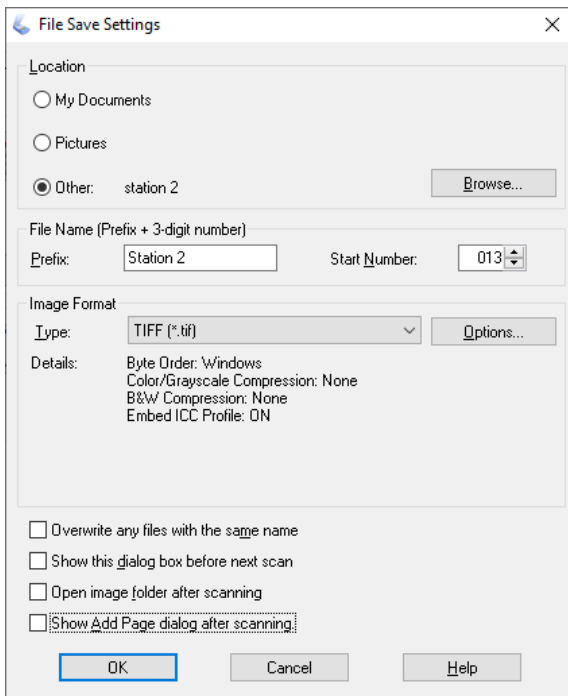 File Save Settings
Location
My Documents
Pictures
Other: station 2 Browse...
File Name (Prefix + 3-digit number)
Prefix: Station 2 Start Number: 013
Image Format
Type: TIFF (*.tif) Options...
Details: Byte Order: Windows
Color/Grayscale Compression: None
B&W Compression: None
Embed ICC Profile: ON
Overwrite any files with the same name
Show this dialog box before next scan
Open image folder after scanning
Show Add Page dialog after scanning.
OK Cancel Help